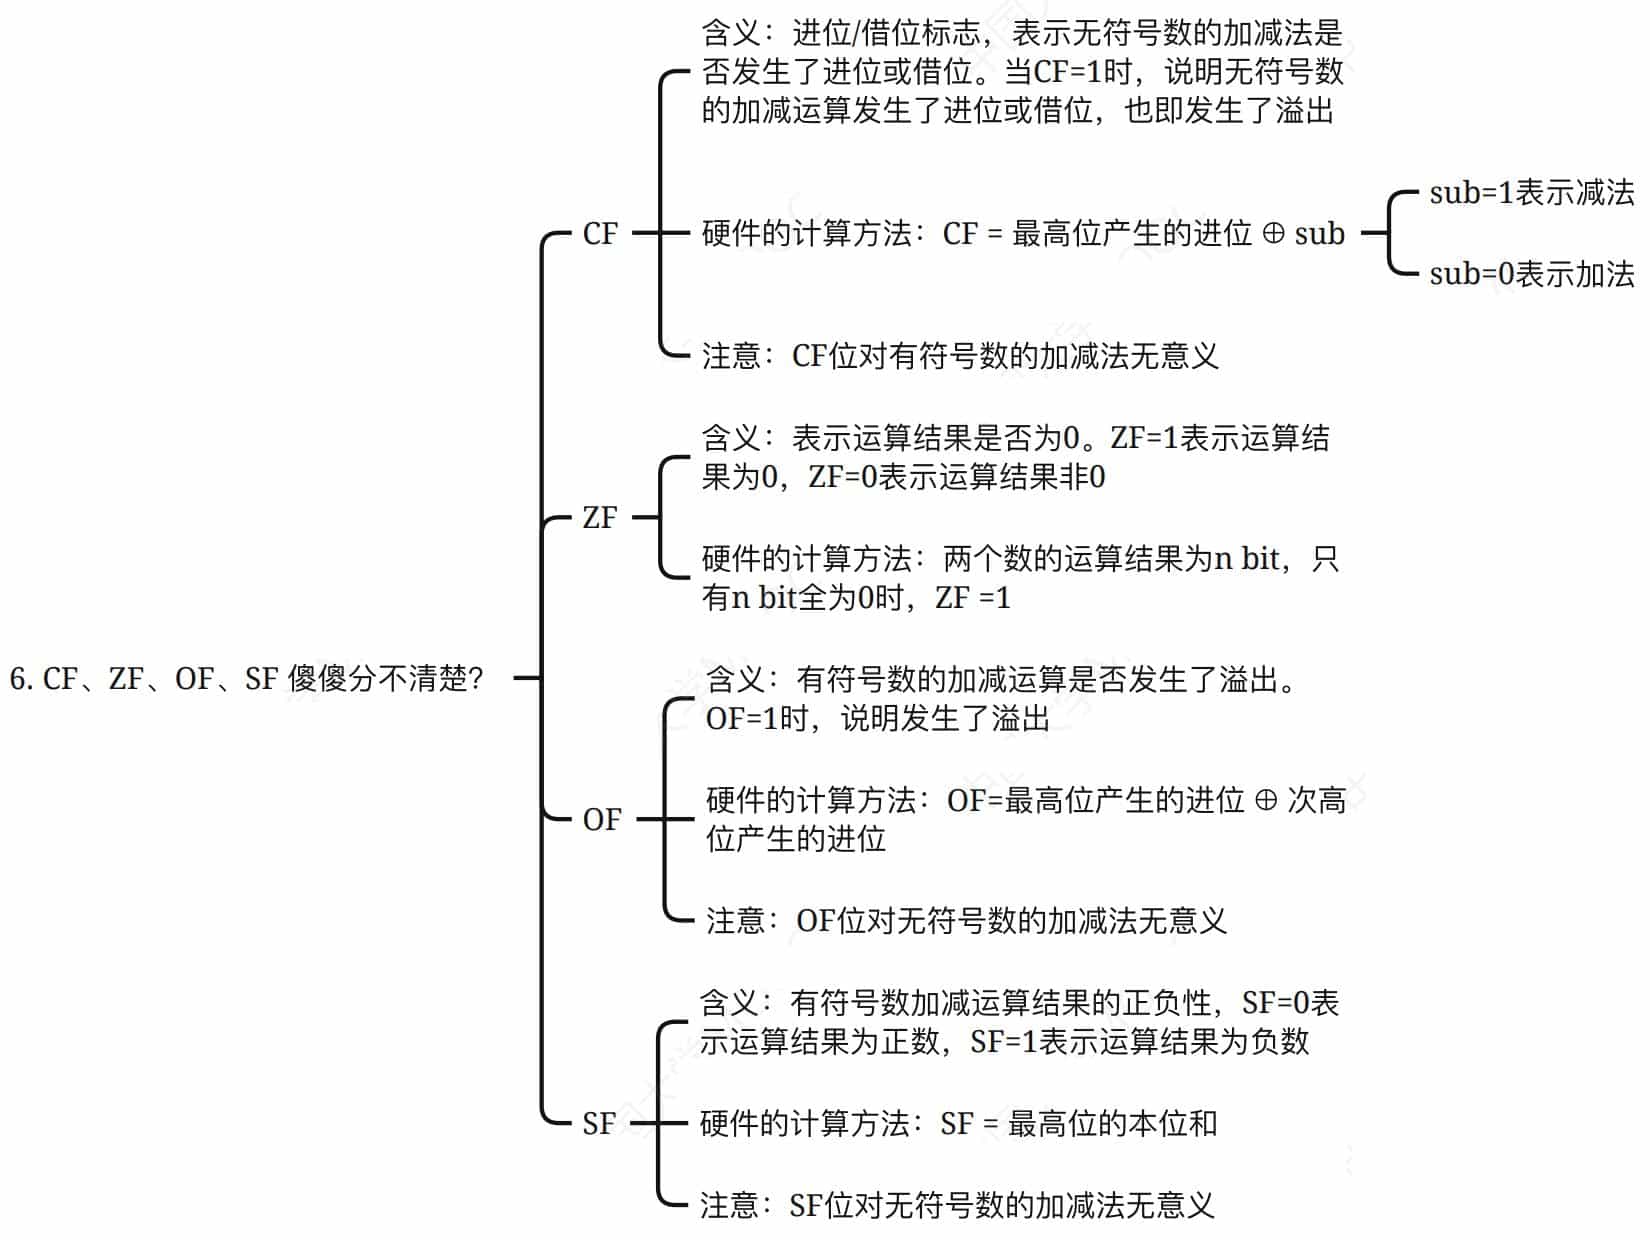 含义：进位/借位标志，表示无符号数的加减法是
否发生了进位或借位。当CF=1时，说明无符号数
的加减运算发生了进位或借位，也即发生了溢出
sub=1表示减法
CF
硬件的计算方法：CF = 最高位产生的进位 ⊕ sub
sub=0表示加法
注意：CF位对有符号数的加减法无意义
含义：表示运算结果是否为0。ZF=1表示运算结
果为0，ZF=0表示运算结果非0
ZF
硬件的计算方法：两个数的运算结果为n bit，只
有n bit全为0时，ZF =1
6. CF、ZF、OF、SF 傻傻分不清楚？
含义：有符号数的加减运算是否发生了溢出。
OF=1时，说明发生了溢出
OF
硬件的计算方法：OF=最高位产生的进位 ⊕ 次高
位产生的进位
注意：OF位对无符号数的加减法无意义
含义：有符号数加减运算结果的正负性，SF=0表
示运算结果为正数，SF=1表示运算结果为负数
SF
硬件的计算方法：SF = 最高位的本位和
注意：SF位对无符号数的加减法无意义